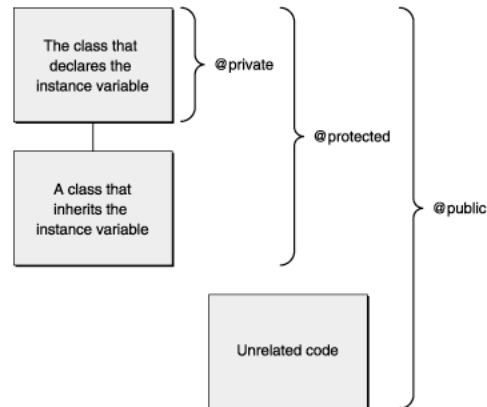 The class that
declares the
instance variable
@private
@protected
A class that
inherits the
instance variable
@public
Unrelated code